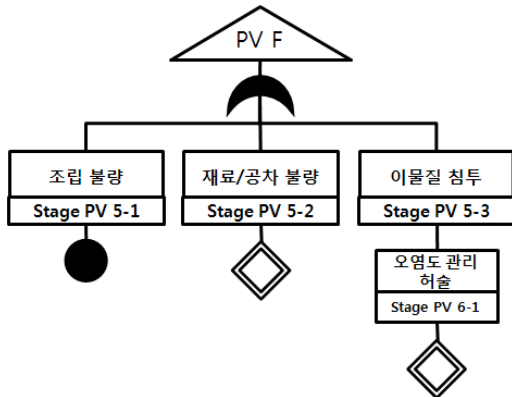 PV F
조립 불량
재료/공차 불량
이물질 침투
Stage PV 5-1
Stage PV 5-2
Stage PV 5-3
오염도 관리
허술
Stage PV 6-1